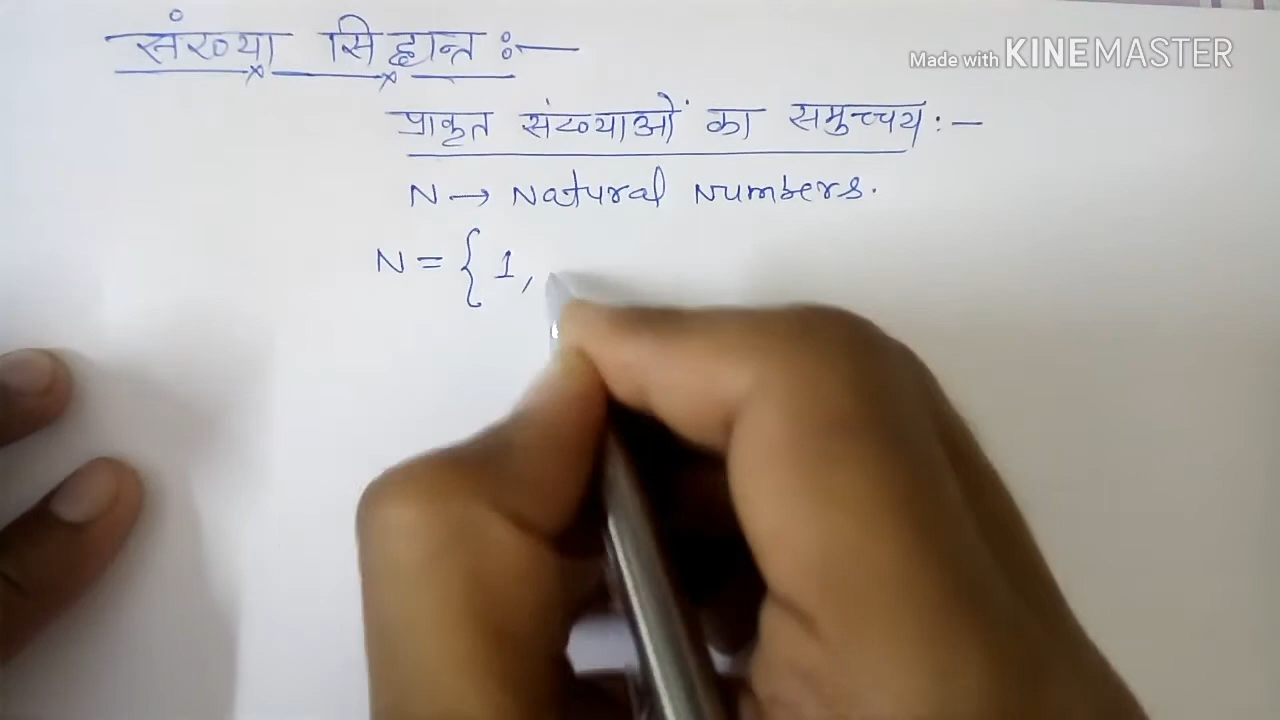 संख्या सिद्धान्त :—
Made with KINEMASTER
प्राकृत संख्याओं का समुच्चय :—
N → Natural Numbers.
N = { 1,